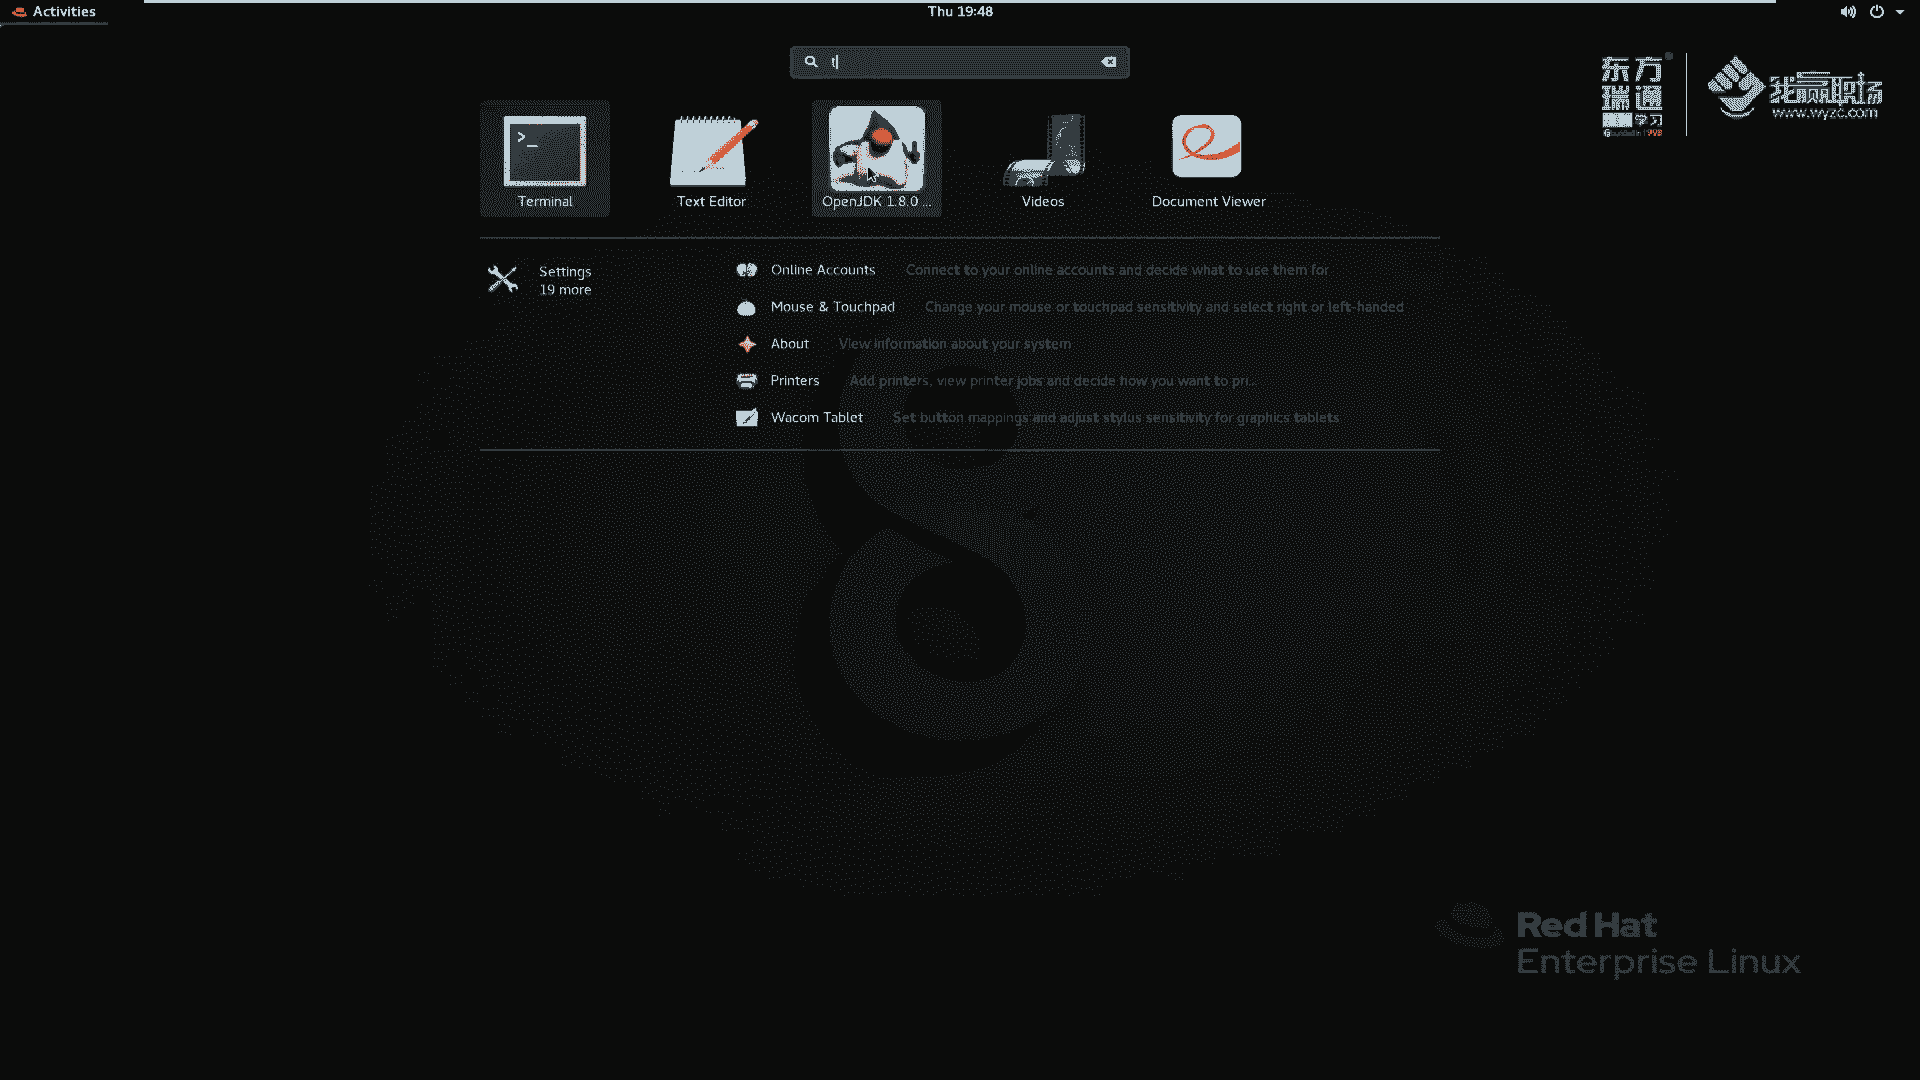 Activities
Thu 19:48
t
东方
瑞通
学习
我赢职场
www.wyzc.com
>_
Terminal
Text Editor
OpenJDK 1.8.0 ...
Videos
Document Viewer
Settings
19 more
Online Accounts Connect to your online accounts and decide what to use them for
Mouse & Touchpad Change your mouse or touchpad sensitivity and select right or left-handed
About View information about your system
Printers Add printers, view printer jobs and decide how you want to pri...
Wacom Tablet Set button mappings and adjust stylus sensitivity for graphics tablets
Red Hat
Enterprise Linux